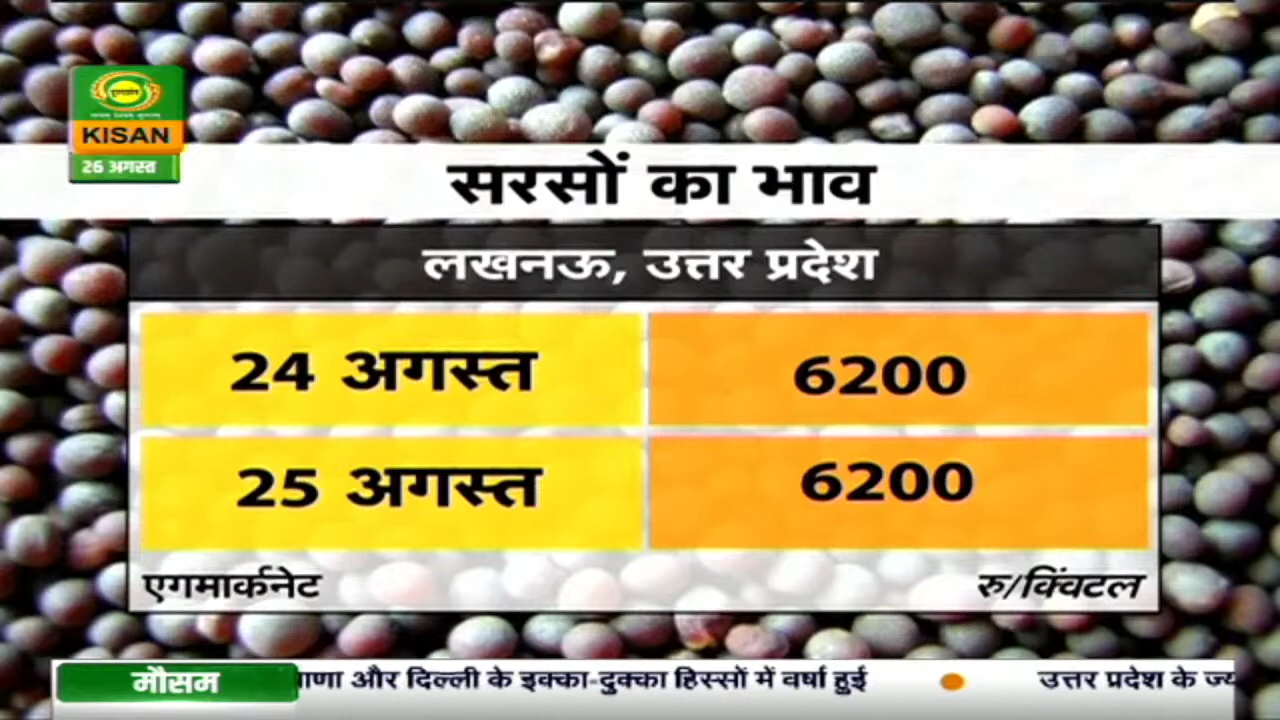 KISAN
26 अगस्त
सरसों का भाव
लखनऊ, उत्तर प्रदेश
24 अगस्त 6200
25 अगस्त 6200
एगमार्कनेट रु/क्विंटल
मौसम और दिल्ली के इक्का-दुक्का हिस्सों में वर्षा हुई उत्तर प्रदेश के